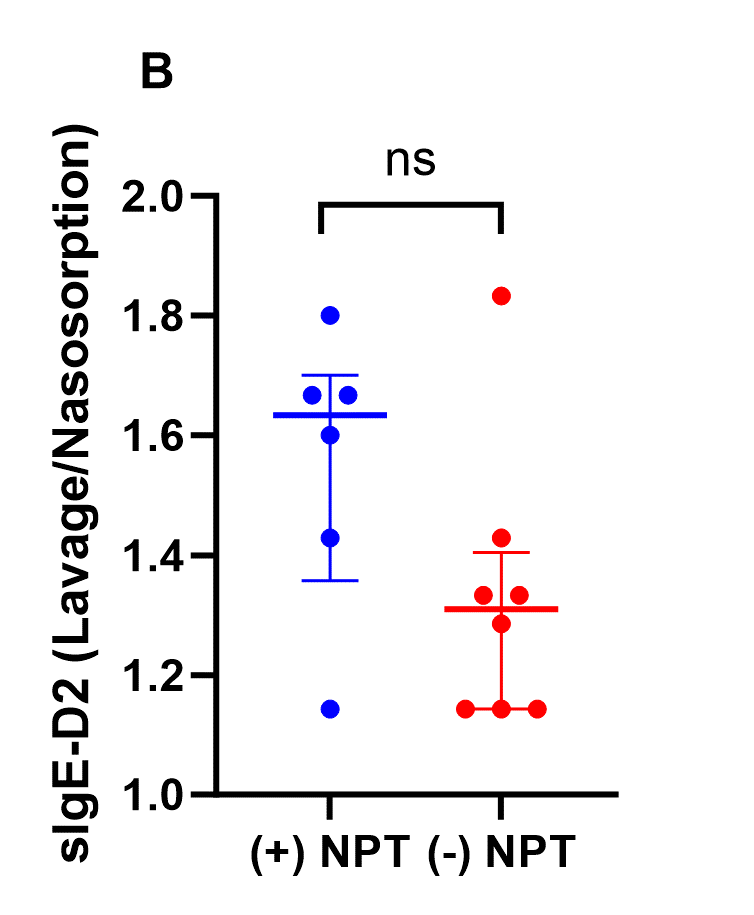 B
ns
sIgE-D2 (Lavage/Nasosorption)
2.0
1.8
1.6
1.4
1.2
1.0
(+) NPT (-) NPT